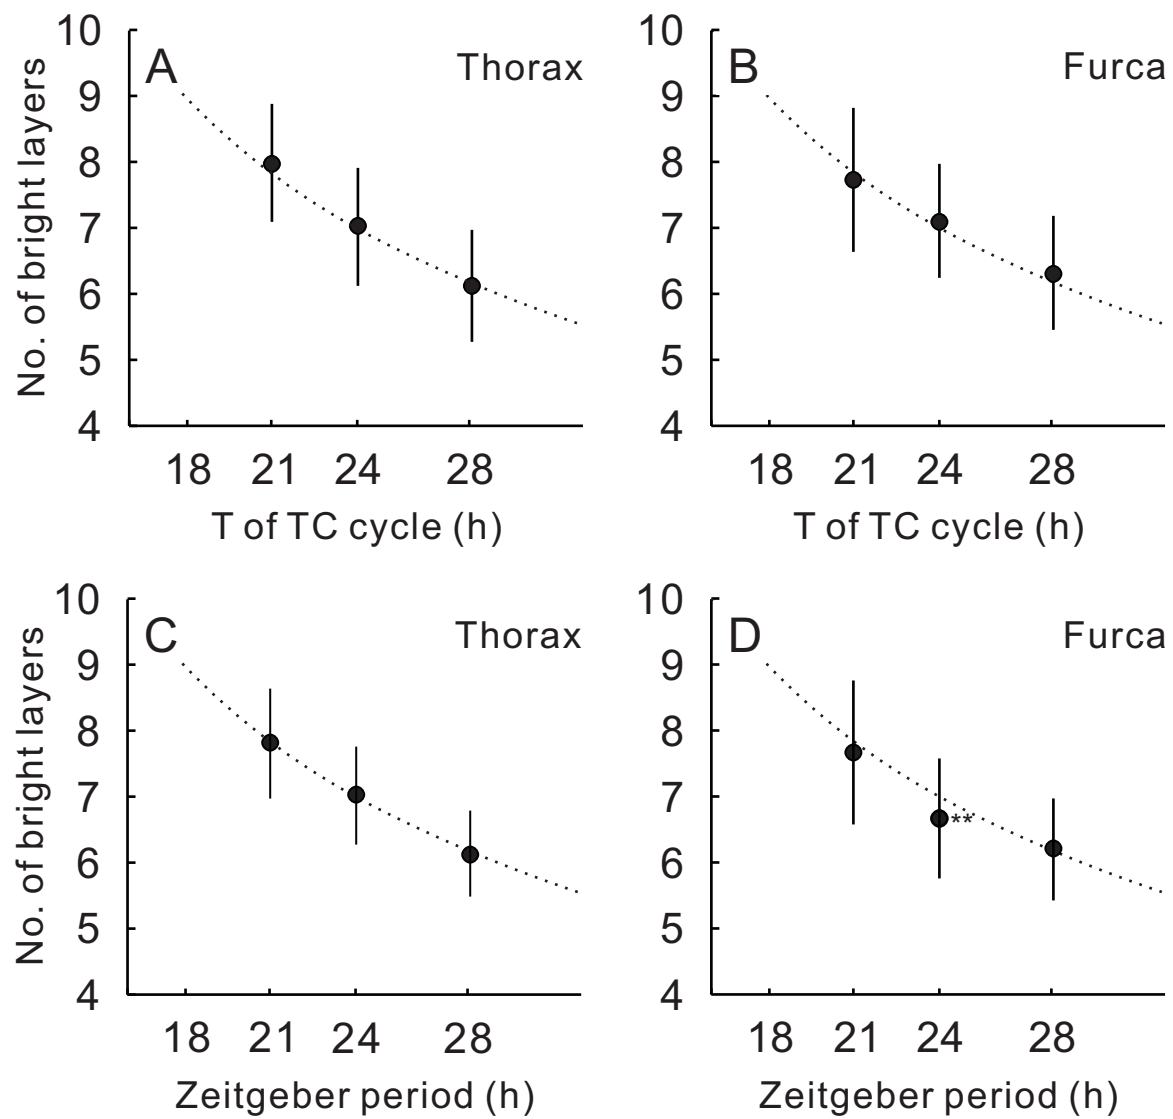 A Thorax
No. of bright layers
10
9
8
7
6
5
4
18 21 24 28
T of TC cycle (h)
B Furca
10
9
8
7
6
5
4
18 21 24 28
T of TC cycle (h)
C Thorax
No. of bright layers
10
9
8
7
6
5
4
18 21 24 28
Zeitgeber period (h)
D Furca
10
9
8
7
6
5
4
**
18 21 24 28
Zeitgeber period (h)